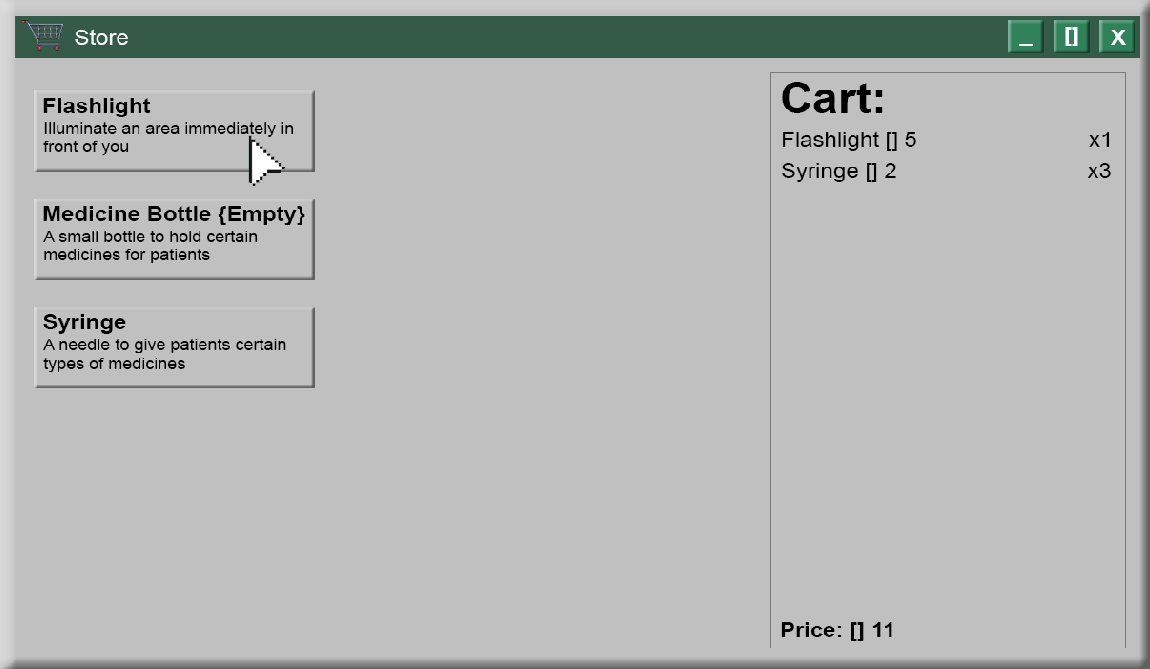 Store
_ [] X
Flashlight
Illuminate an area immediately in
front of you
Medicine Bottle {Empty}
A small bottle to hold certain
medicines for patients
Syringe
A needle to give patients certain
types of medicines
Cart:
Flashlight [] 5 x1
Syringe [] 2 x3
Price: [] 11